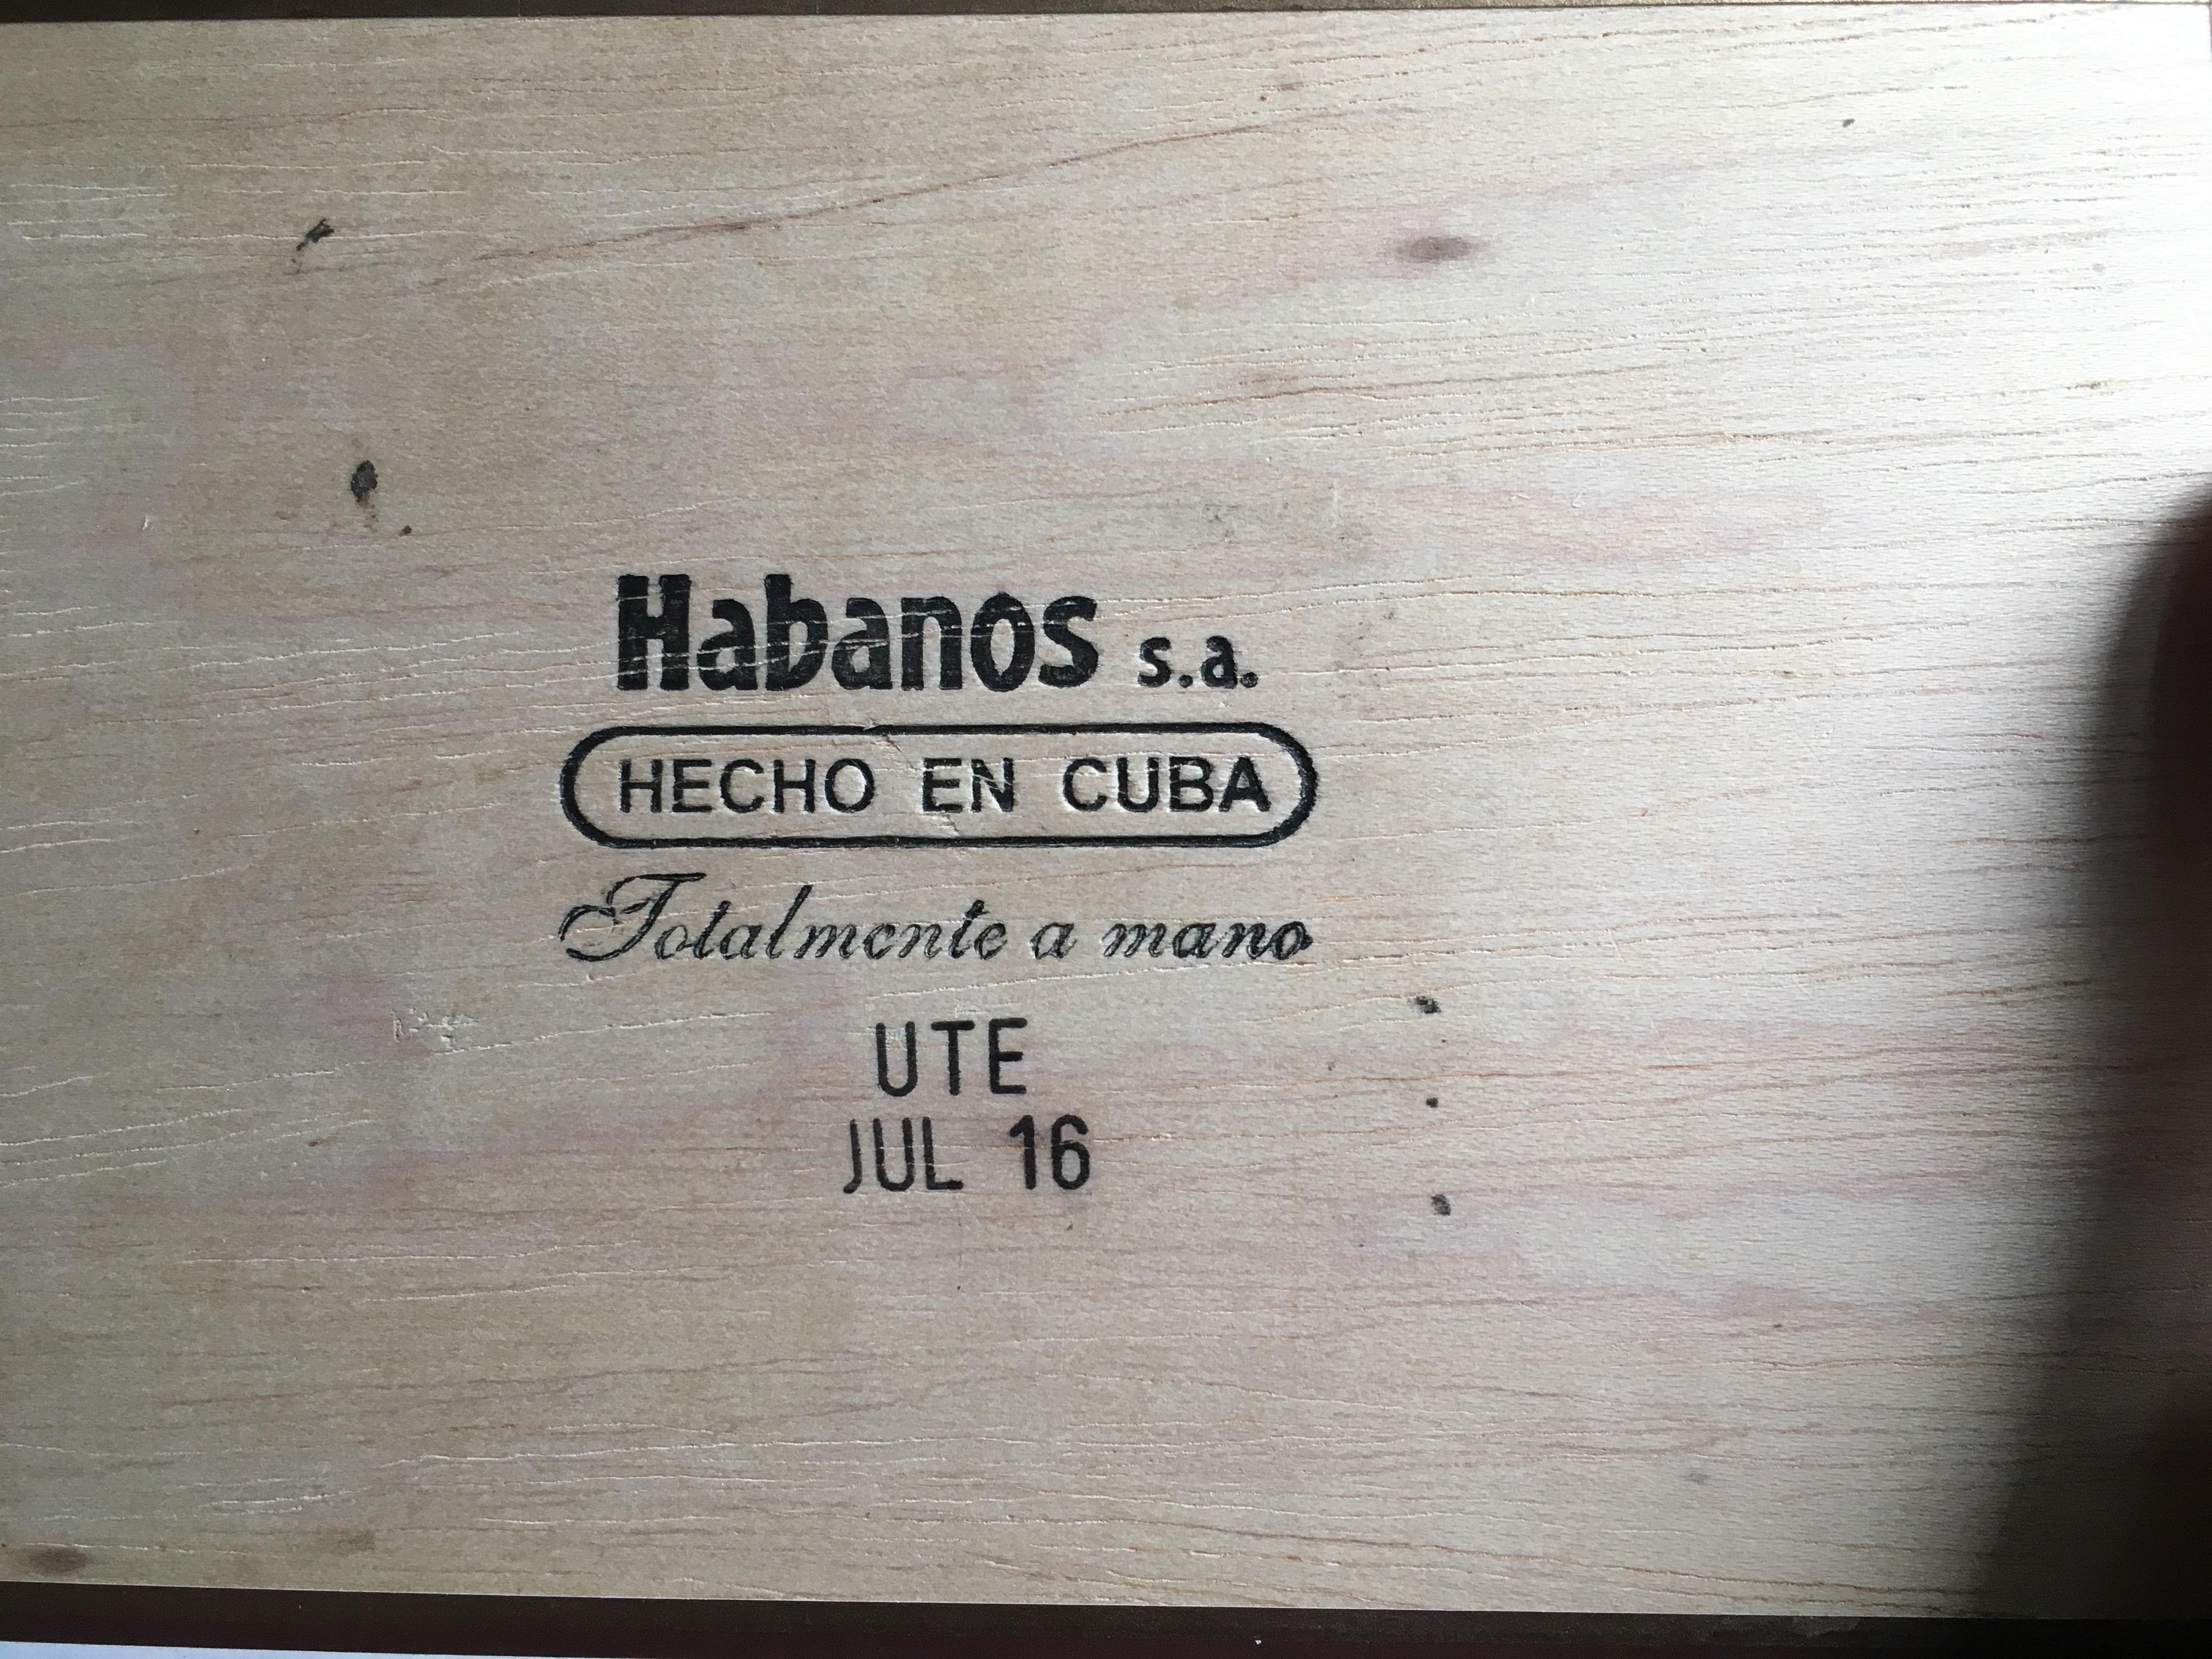 Habanos s.a.
HECHO EN CUBA
Totalmente a mano
UTE
JUL 16